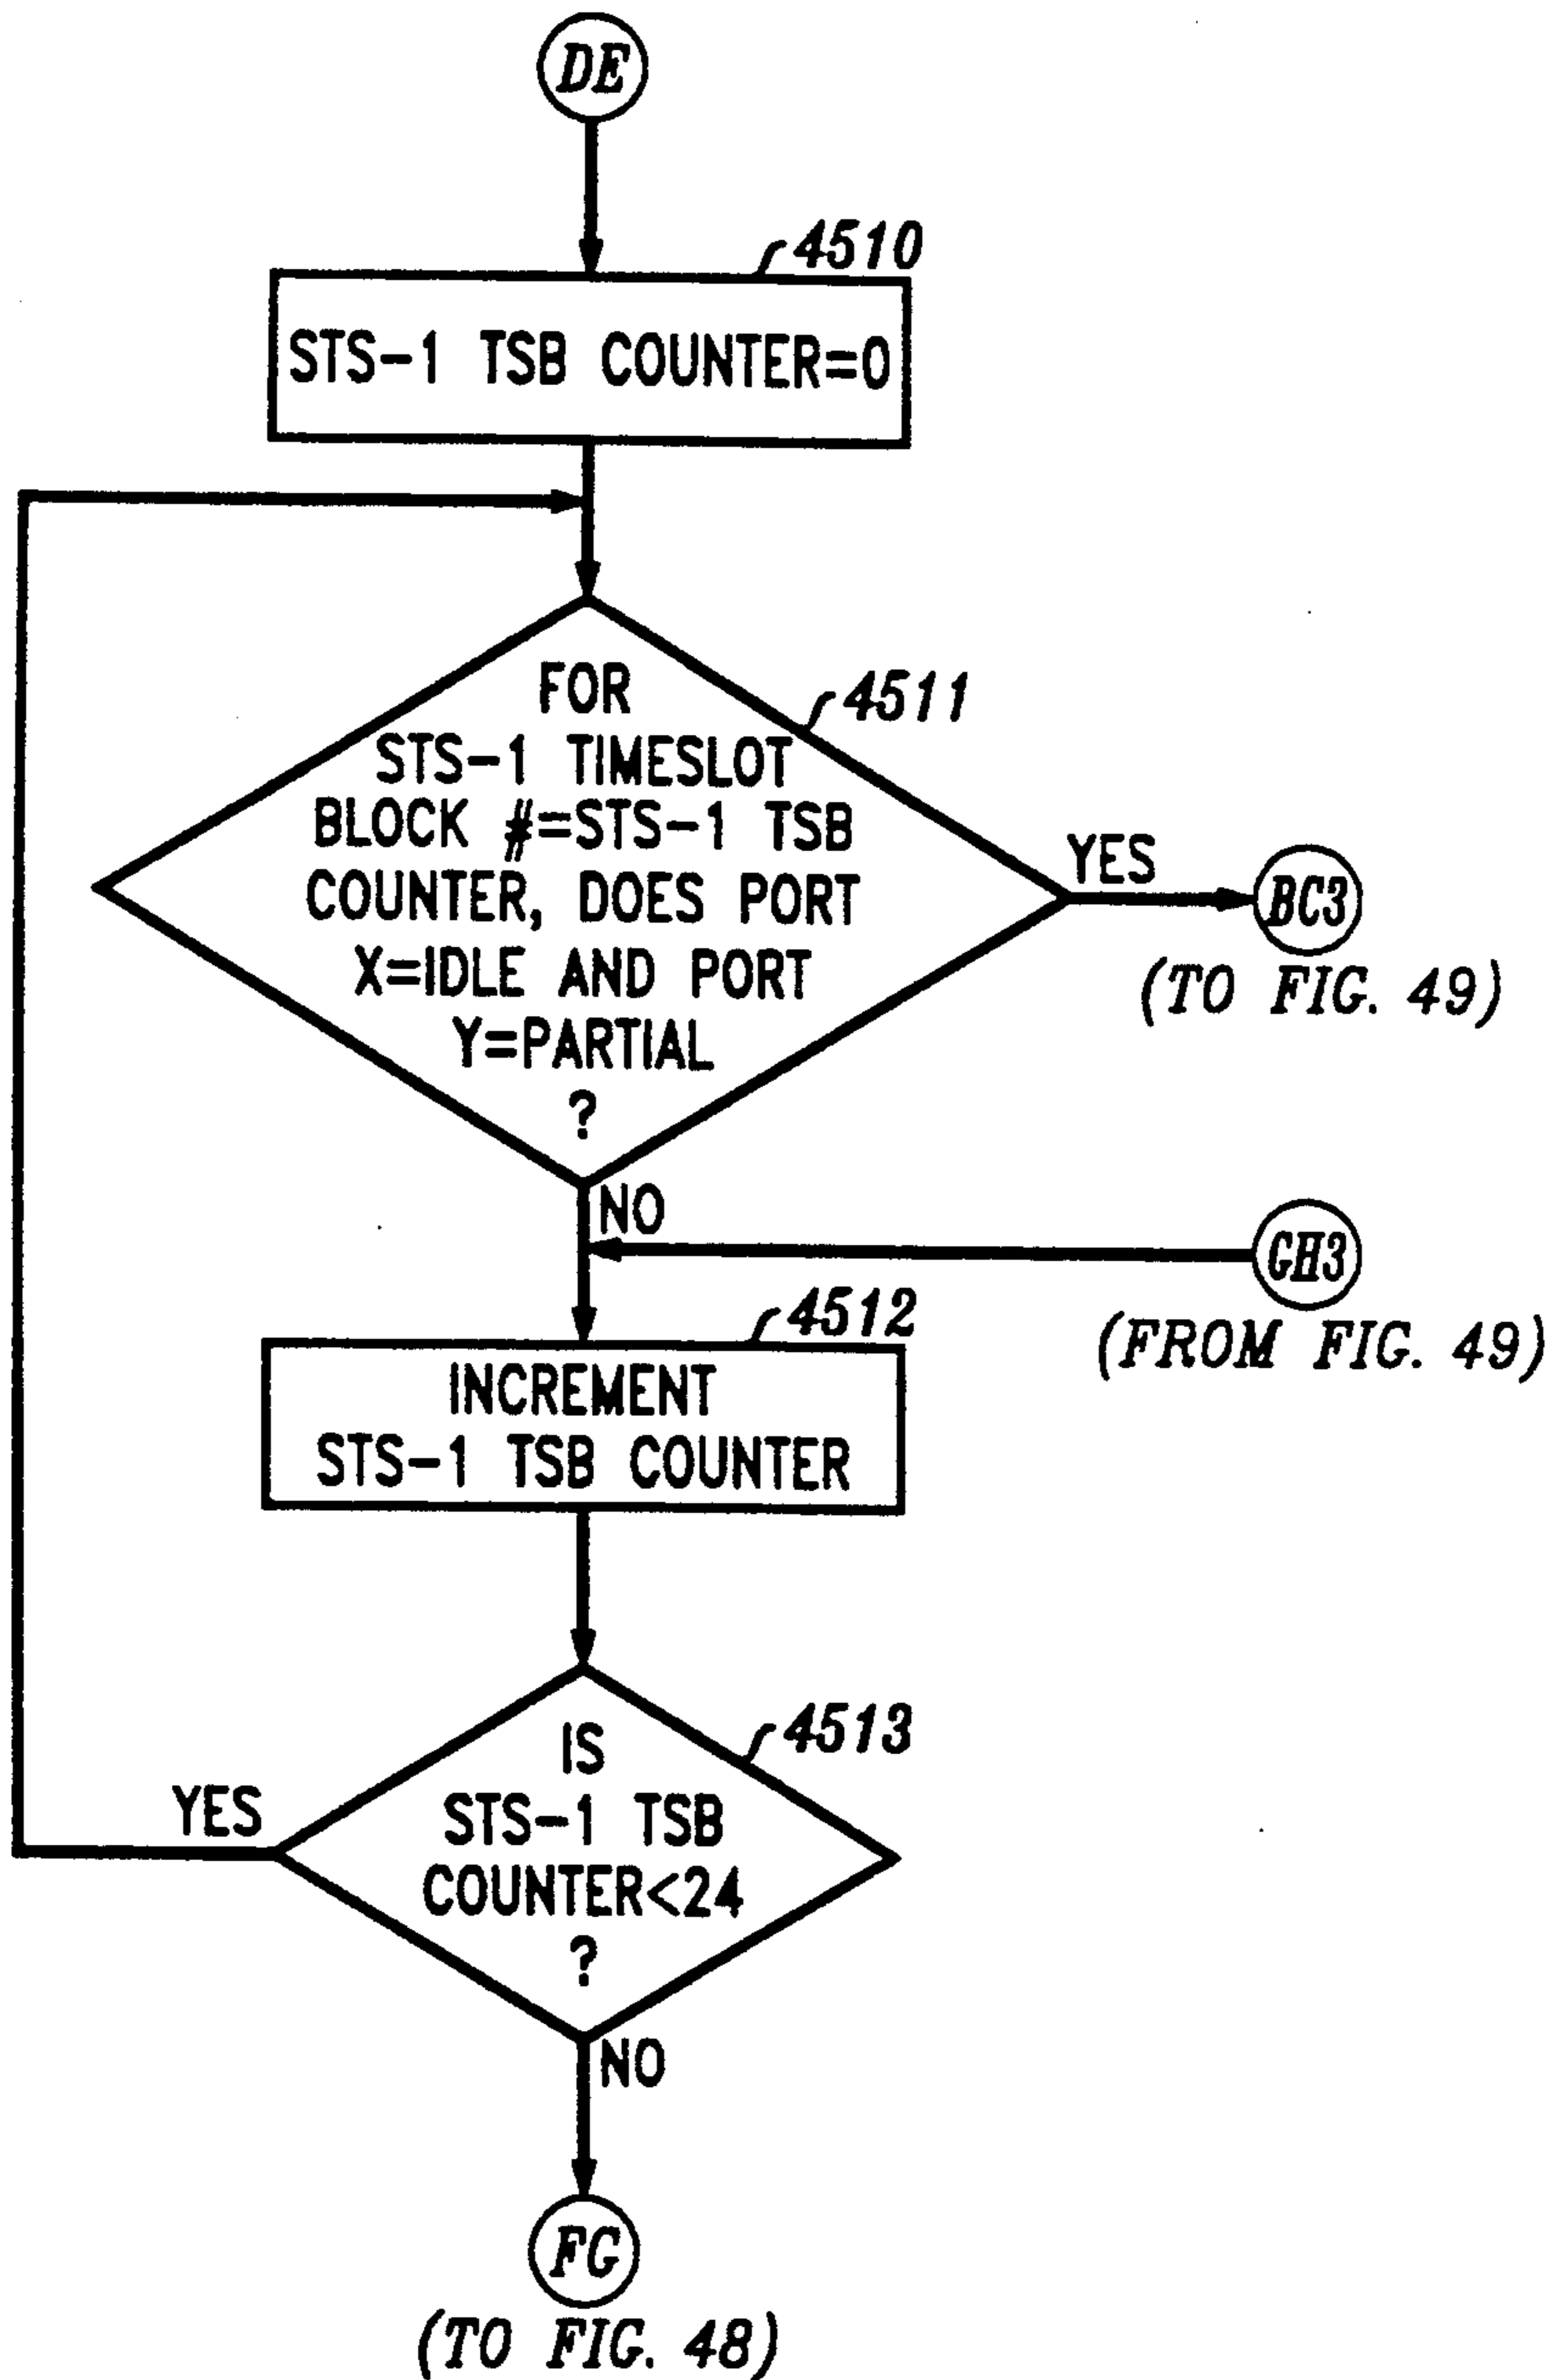 DE
4510
STS-1 TSB COUNTER=0
FOR
4511
STS-1 TIMESLOT
BLOCK #=STS-1 TSB
COUNTER, DOES PORT
X=IDLE AND PORT
Y=PARTIAL
?
YES
BC3
(TO FIG. 49)
NO
GH3
(FROM FIG. 49)
4512
INCREMENT
STS-1 TSB COUNTER
4513
IS
STS-1 TSB
COUNTER<24
?
YES
NO
FG
(TO FIG. 48)